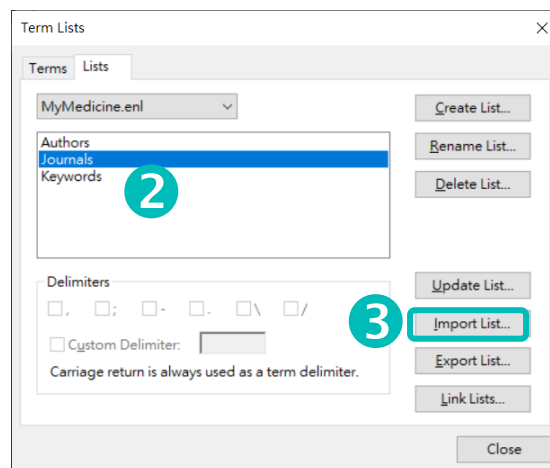 Term Lists
Terms Lists
MyMedicine.enl
Create List...
Authors
Journals
Keywords
2
Rename List...
Delete List...
Delimiters
, ; - . \ /
Custom Delimiter:
Carriage return is always used as a term delimiter.
Update List...
3
Import List...
Export List...
Link Lists...
Close